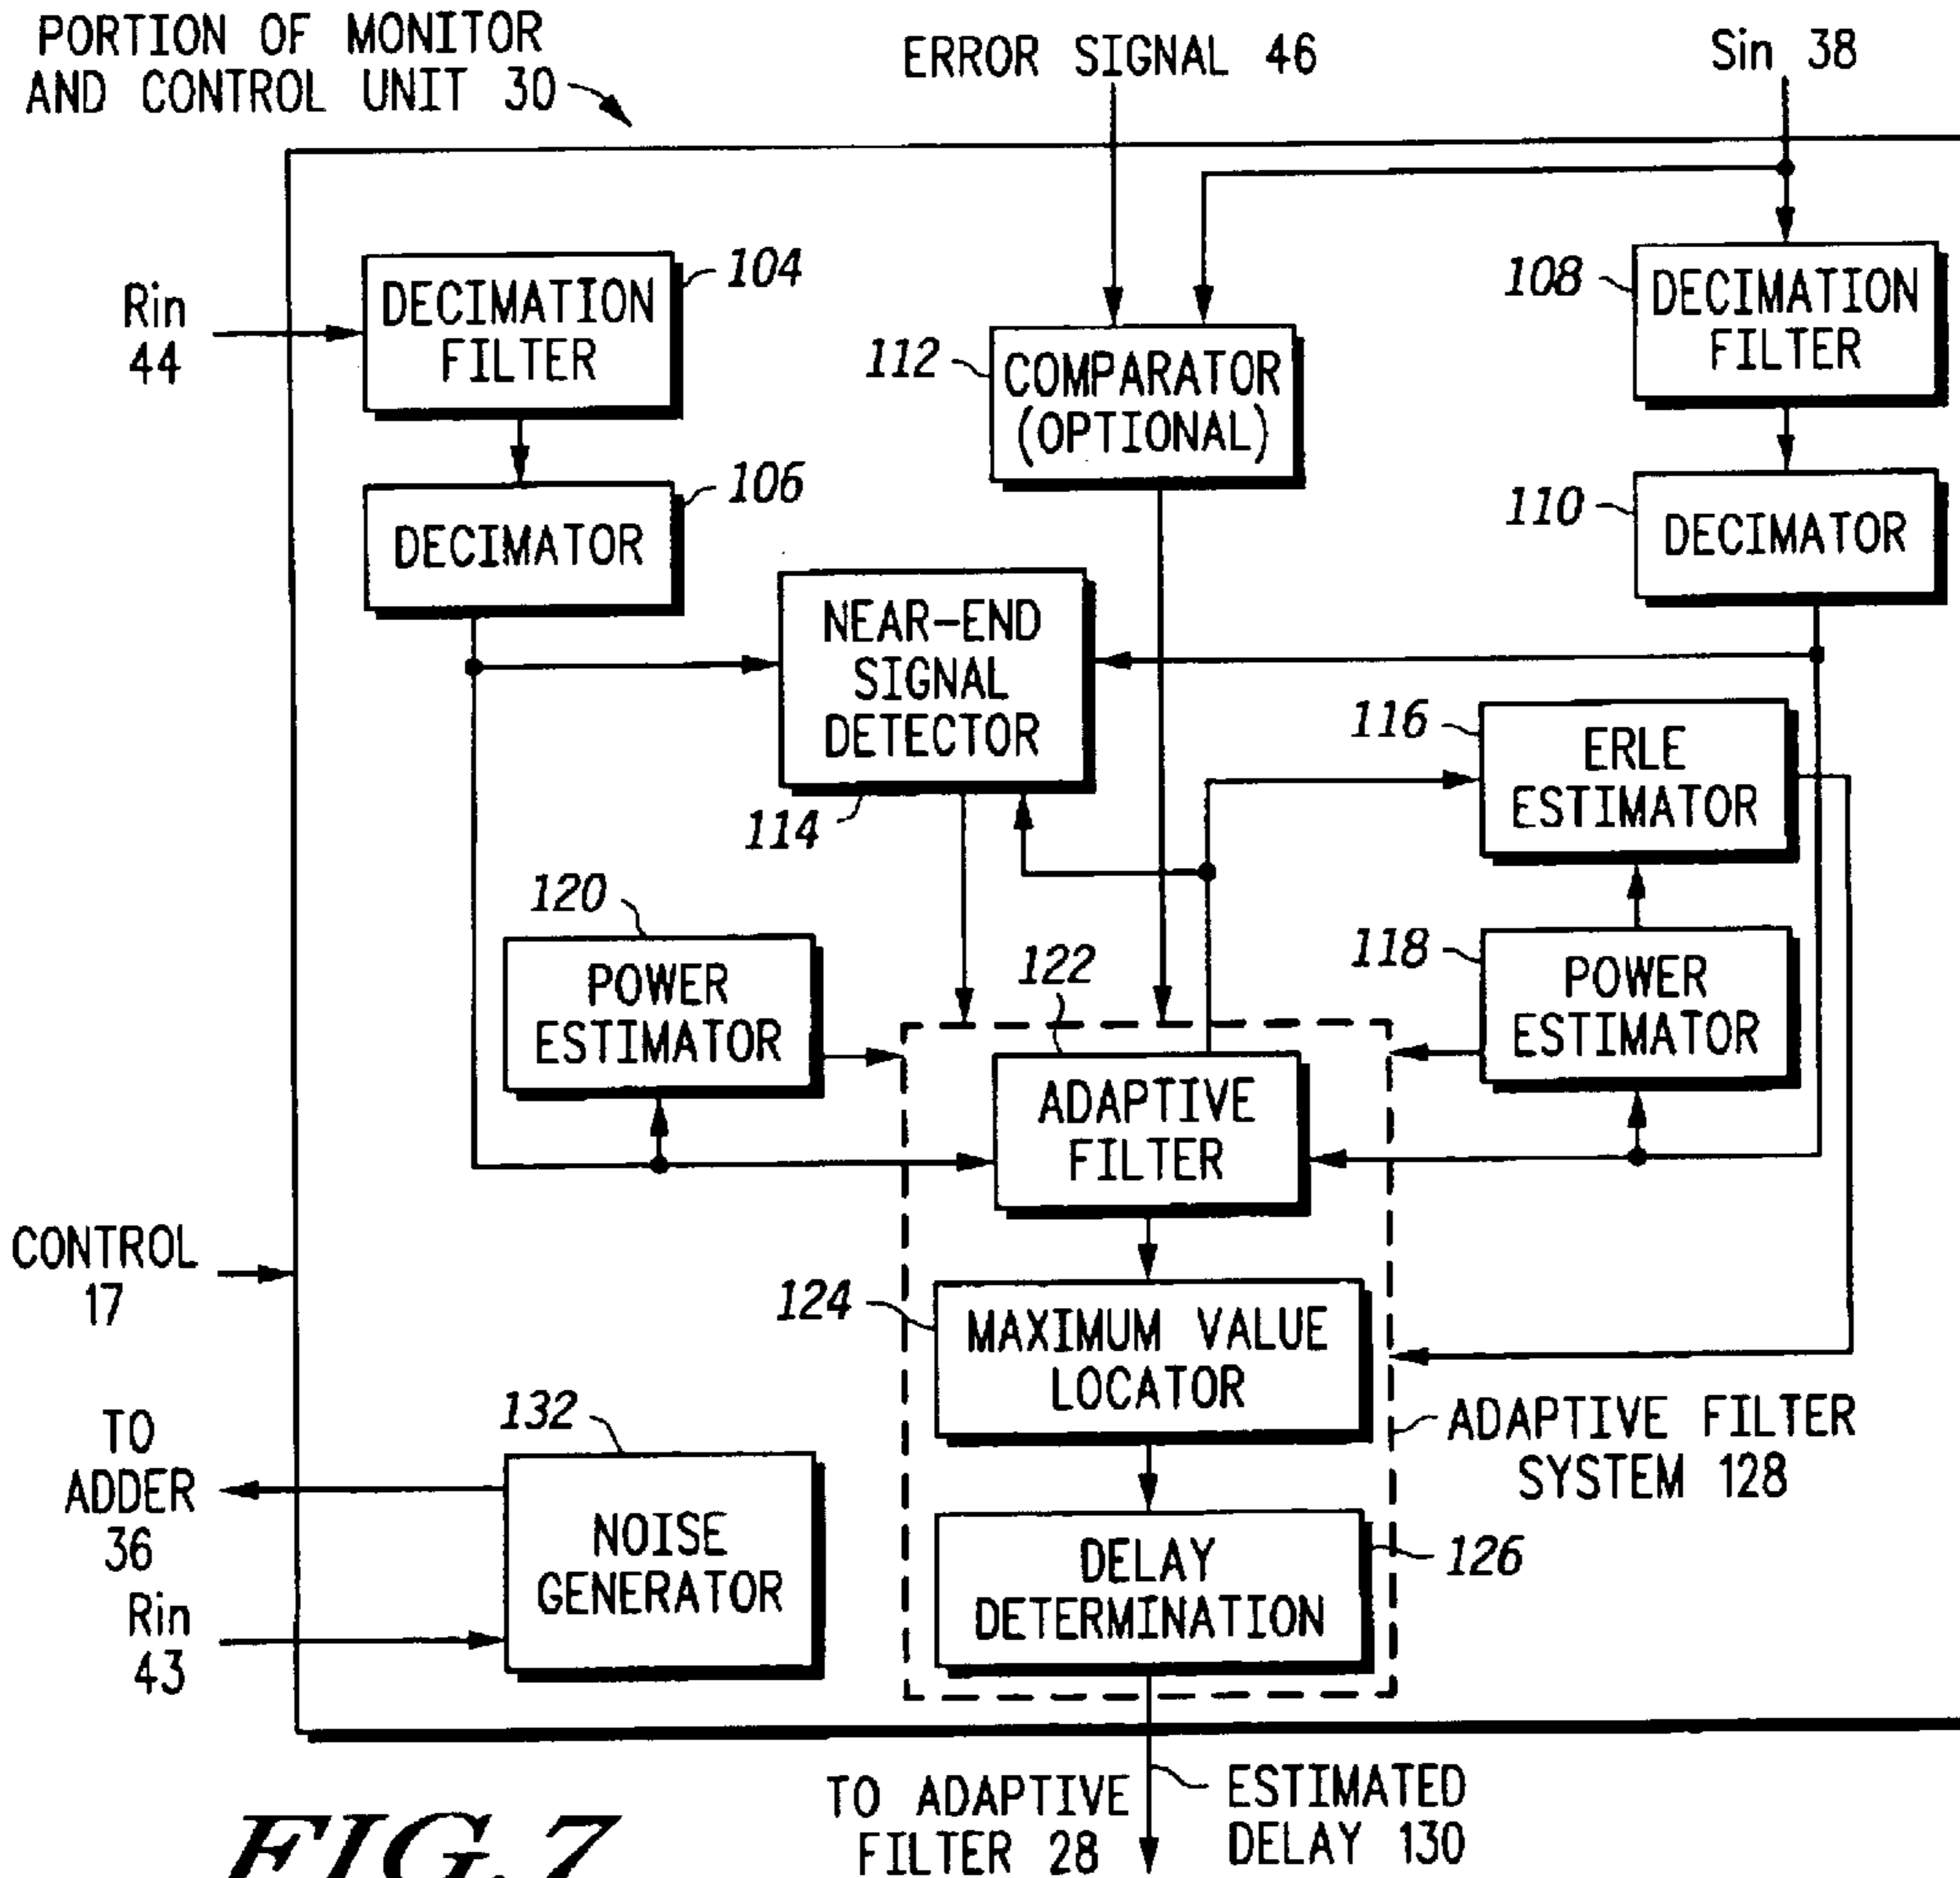 PORTION OF MONITOR
AND CONTROL UNIT 30
ERROR SIGNAL 46
Sin 38
Rin
44
DECIMATION
FILTER
104
112
COMPARATOR
(OPTIONAL)
108
DECIMATION
FILTER
DECIMATOR
106
110
DECIMATOR
NEAR-END
SIGNAL
DETECTOR
114
116
ERLE
ESTIMATOR
120
POWER
ESTIMATOR
122
ADAPTIVE
FILTER
118
POWER
ESTIMATOR
CONTROL
17
124
MAXIMUM VALUE
LOCATOR
ADAPTIVE FILTER
SYSTEM 128
TO
ADDER
36
Rin
43
132
NOISE
GENERATOR
DELAY
DETERMINATION
126
TO ADAPTIVE
FILTER 28
ESTIMATED
DELAY 130
FIG. 7